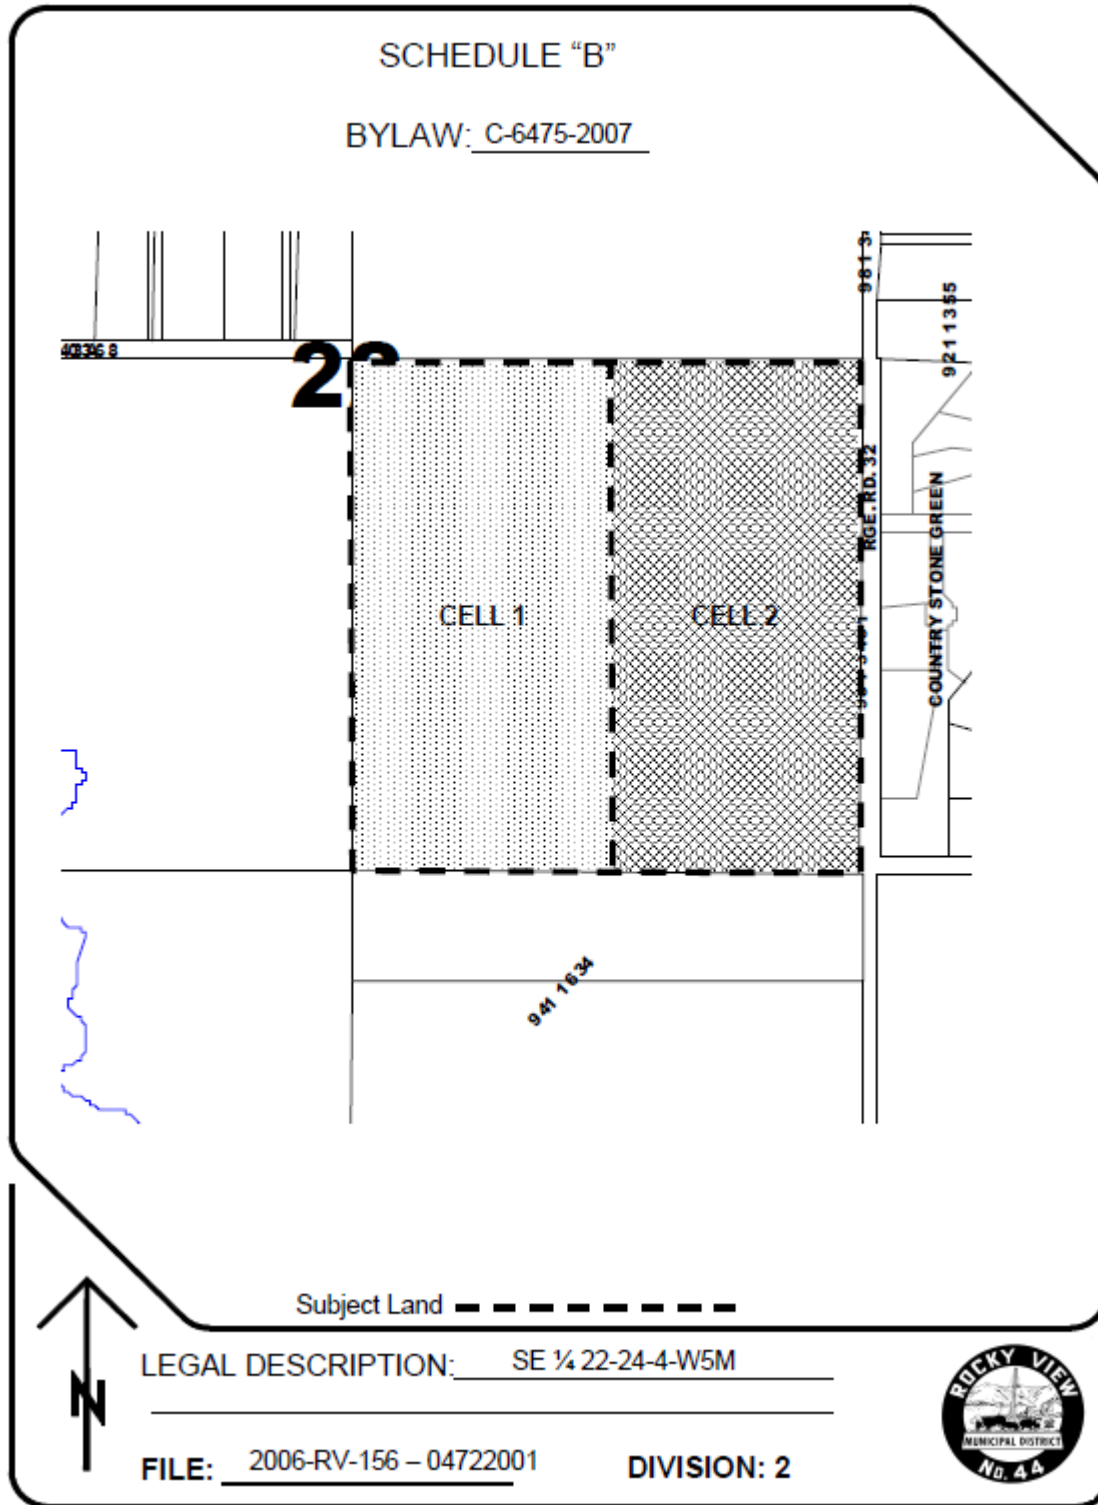 SCHEDULE “B”
BYLAW: C-6475-2007
9813
9211355
2
RGE. RD. 32
COUNTRY STONE GREEN
CELL 1
CELL 2
941 1634
Subject Land
N
LEGAL DESCRIPTION: SE ¼ 22-24-4-W5M
FILE: 2006-RV-156 – 04722001
DIVISION: 2
ROCKY VIEW
MUNICIPAL DISTRICT
No. 44